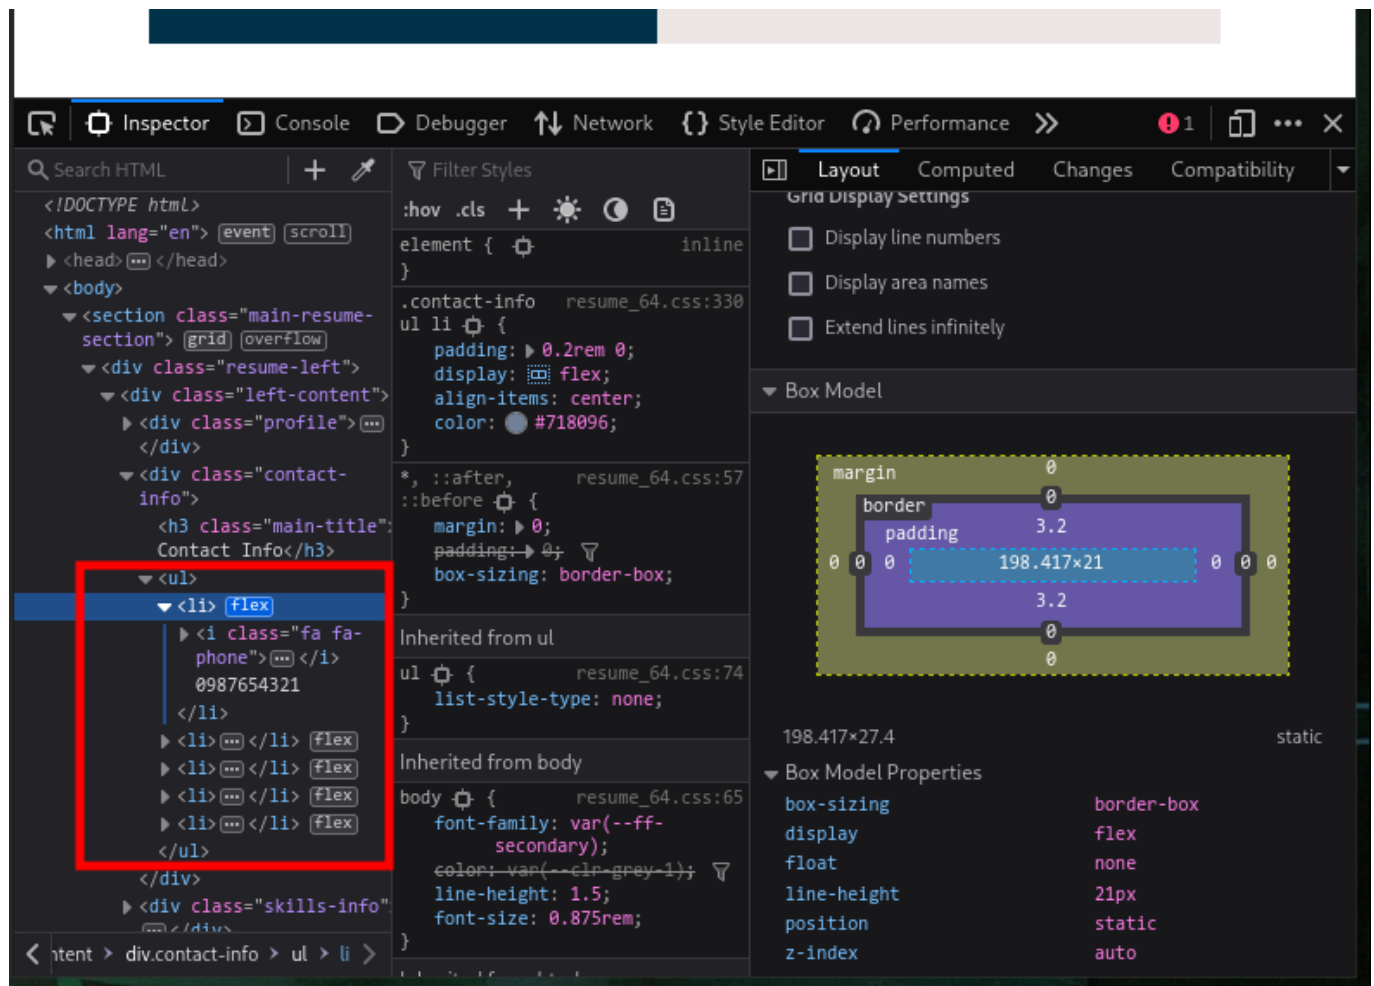 Inspector Console Debugger Network {} Style Editor Performance 1
Search HTML
<!DOCTYPE html>
<html lang="en"> event scroll
<head> </head>
<body>
<section class="main-resume-
section"> grid overflow
<div class="resume-left">
<div class="left-content">
<div class="profile">
</div>
<div class="contact-
info">
<h3 class="main-title"
Contact Info</h3>
<ul>
<li> flex
<i class="fa fa-
phone"> </i>
0987654321
</li>
<li> </li> flex
<li> </li> flex
<li> </li> flex
<li> </li> flex
</ul>
</div>
<div class="skills-info"
</div>
ntent > div.contact-info > ul > li
Filter Styles
:hov .cls
element { inline
}
.contact-info resume_64.css:330
ul li {
padding: 0.2rem 0;
display: flex;
align-items: center;
color: #718096;
}
*, ::after, resume_64.css:57
::before {
margin: 0;
padding: 0;
box-sizing: border-box;
}
Inherited from ul
ul { resume_64.css:74
list-style-type: none;
}
Inherited from body
body { resume_64.css:65
font-family: var(--ff-
secondary);
color: var(--clr-grey-1);
line-height: 1.5;
font-size: 0.875rem;
}
Layout Computed Changes Compatibility
Grid Display Settings
Display line numbers
Display area names
Extend lines infinitely
Box Model
margin 0
border 0
padding 3.2
0 0 0 198.417×21 0 0 0
3.2
0
0
198.417×27.4 static
Box Model Properties
box-sizing border-box
display flex
float none
line-height 21px
position static
z-index auto